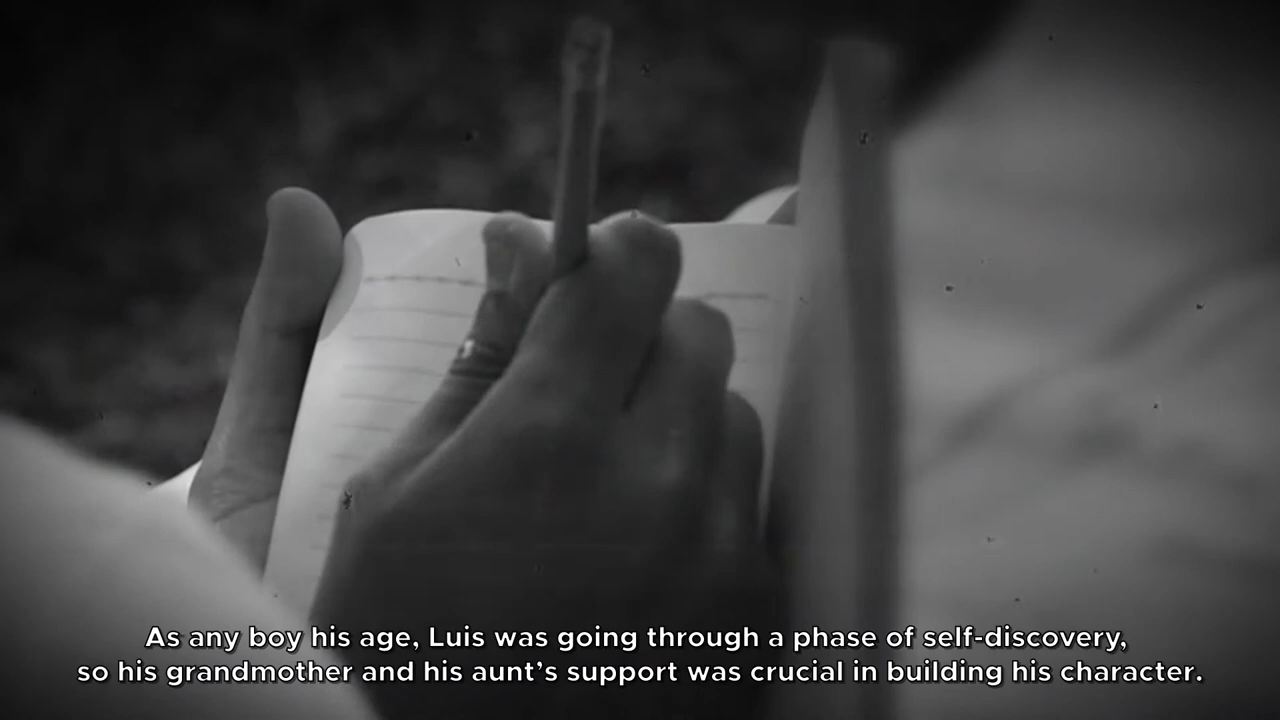 As any boy his age, Luis was going through a phase of self-discovery,
so his grandmother and his aunt’s support was crucial in building his character.